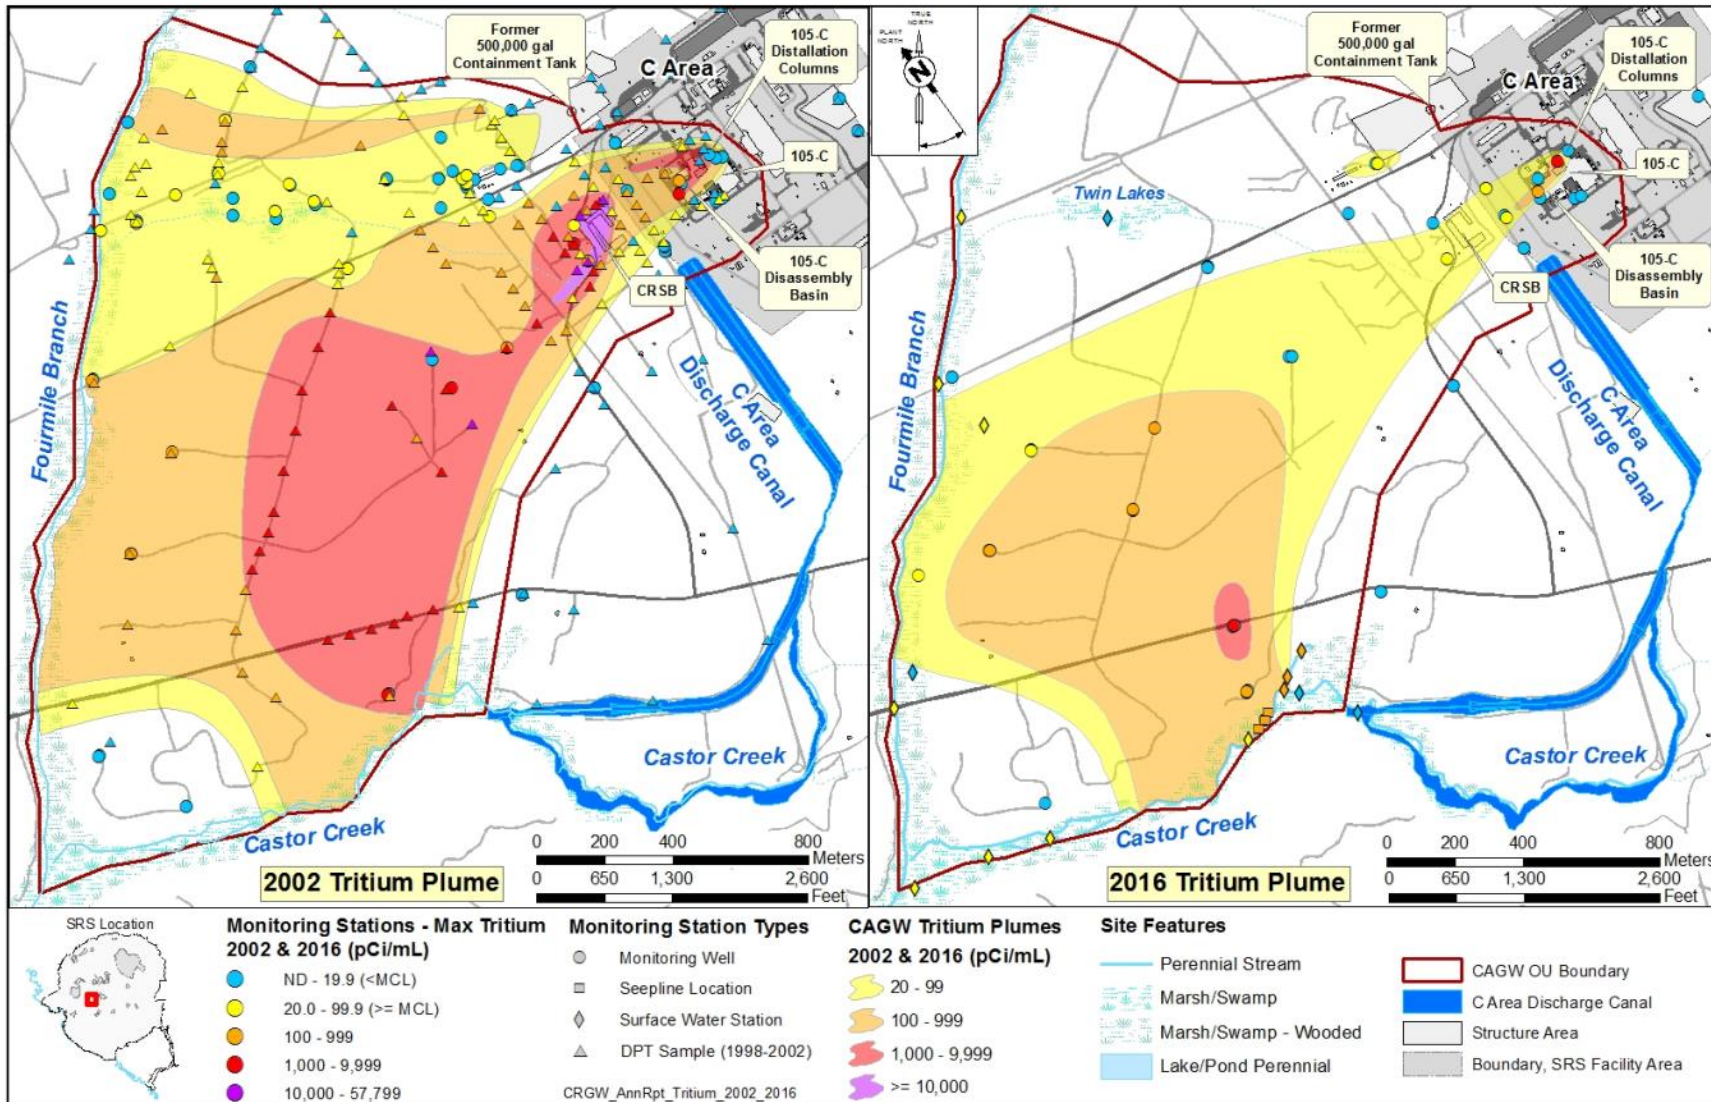 Former
500,000 gal
Containment Tank
C Area
105-C
Distallation
Columns
105-C
105-C
Disassembly
Basin
CRSB
C Area
Discharge Canal
Fourmile Branch
Castor Creek
Castor Creek
0 200 400 800
Meters
0 650 1,300 2,600
Feet
2002 Tritium Plume
TRUE
NORTH
PLANT
NORTH
N
Former
500,000 gal
Containment Tank
C Area
105-C
Distallation
Columns
105-C
105-C
Disassembly
Basin
CRSB
Twin Lakes
C Area
Discharge Canal
Fourmile Branch
Castor Creek
Castor Creek
0 200 400 800
Meters
0 650 1,300 2,600
Feet
2016 Tritium Plume
SRS Location
Monitoring Stations - Max Tritium
2002 & 2016 (pCi/mL)
ND - 19.9 (<MCL)
20.0 - 99.9 (>= MCL)
100 - 999
1,000 - 9,999
10,000 - 57,799
Monitoring Station Types
Monitoring Well
Seepline Location
Surface Water Station
DPT Sample (1998-2002)
CRGW_AnnRpt_Tritium_2002_2016
CAGW Tritium Plumes
2002 & 2016 (pCi/mL)
20 - 99
100 - 999
1,000 - 9,999
>= 10,000
Site Features
Perennial Stream
Marsh/Swamp
Marsh/Swamp - Wooded
Lake/Pond Perennial
CAGW OU Boundary
C Area Discharge Canal
Structure Area
Boundary, SRS Facility Area